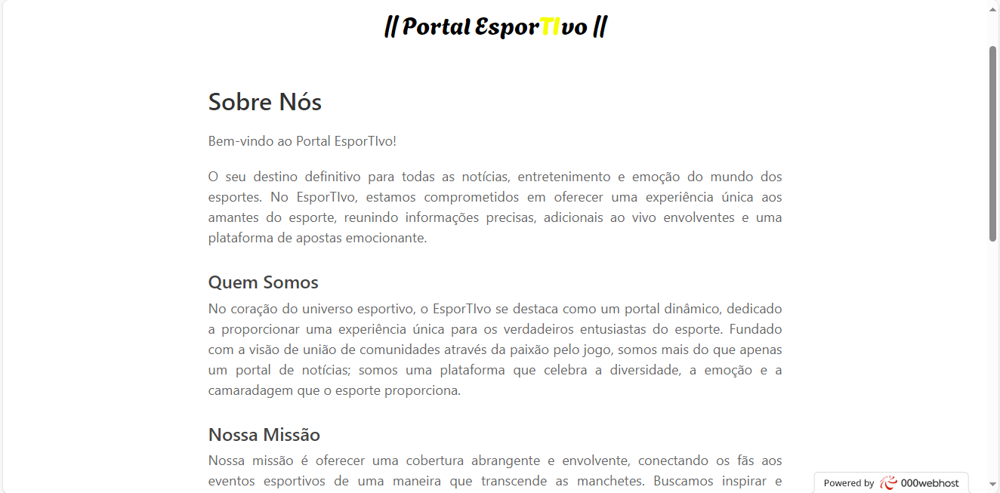 || Portal EsporTIvo ||
Sobre Nós
Bem-vindo ao Portal EsporTIvo!
O seu destino definitivo para todas as notícias, entretenimento e emoção do mundo dos
esportes. No EsporTIvo, estamos comprometidos em oferecer uma experiência única aos
amantes do esporte, reunindo informações precisas, adicionais ao vivo envolventes e uma
plataforma de apostas emocionante.
Quem Somos
No coração do universo esportivo, o EsporTIvo se destaca como um portal dinâmico, dedicado
a proporcionar uma experiência única para os verdadeiros entusiastas do esporte. Fundado
com a visão de união de comunidades através da paixão pelo jogo, somos mais do que apenas
um portal de notícias; somos uma plataforma que celebra a diversidade, a emoção e a
camaradagem que o esporte proporciona.
Nossa Missão
Nossa missão é oferecer uma cobertura abrangente e envolvente, conectando os fãs aos
eventos esportivos de uma maneira que transcende as manchetes. Buscamos inspirar e
Powered by 000webhost